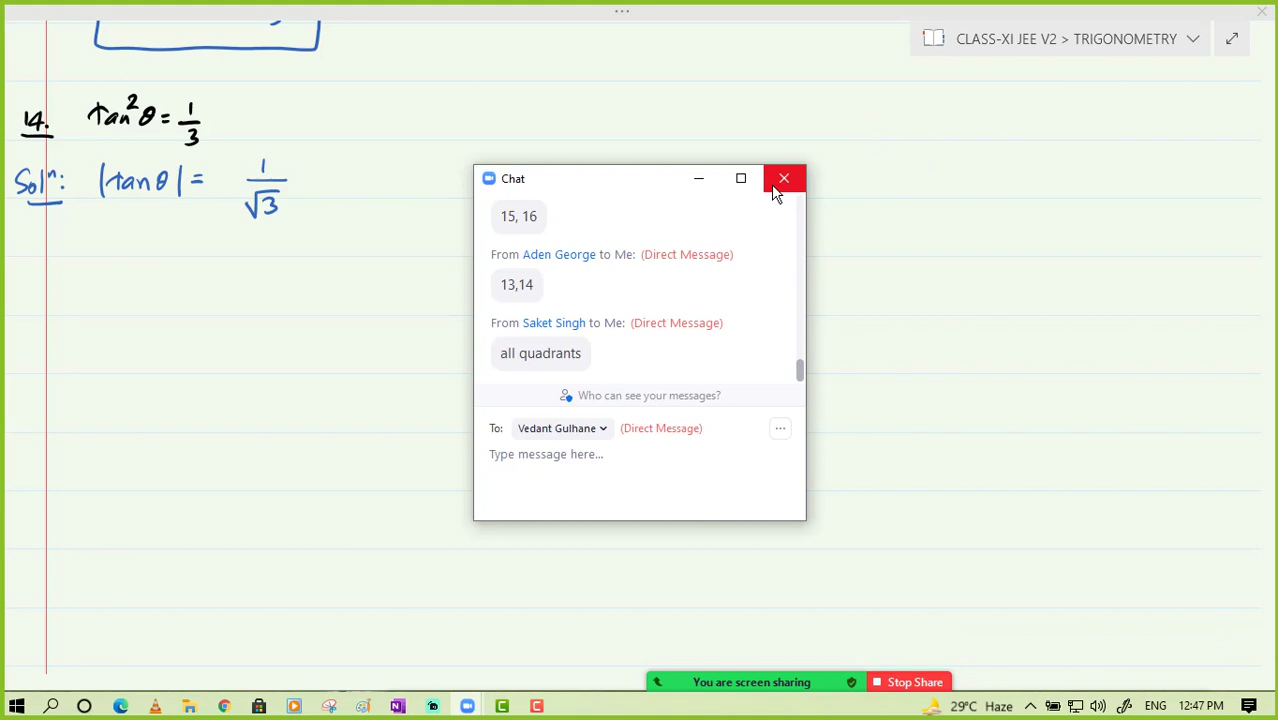 CLASS-XI JEE V2 > TRIGONOMETRY
14. tan²θ = 1/3
Solⁿ: |tanθ| = 1/√3
Chat
15, 16
From Aden George to Me: (Direct Message)
13,14
From Saket Singh to Me: (Direct Message)
all quadrants
Who can see your messages?
To: Vedant Gulhane (Direct Message)
Type message here...
You are screen sharing
Stop Share
29°C Haze
ENG
12:47 PM